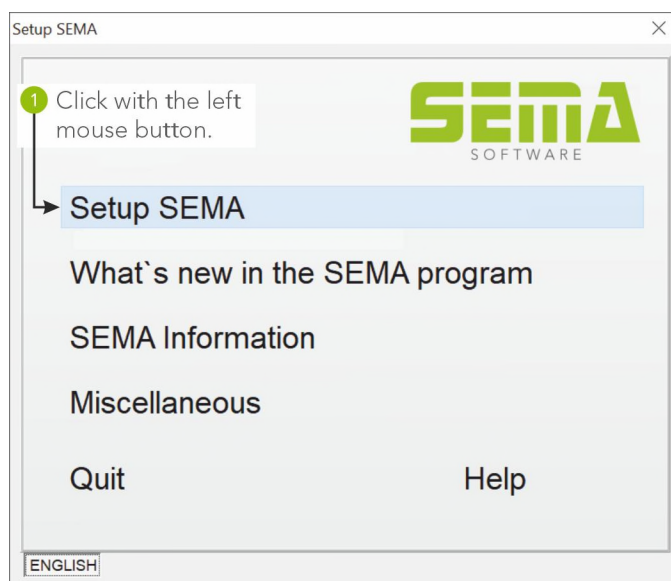 Setup SEMA
1 Click with the left
mouse button.
SEMA
SOFTWARE
Setup SEMA
What`s new in the SEMA program
SEMA Information
Miscellaneous
Quit Help
ENGLISH